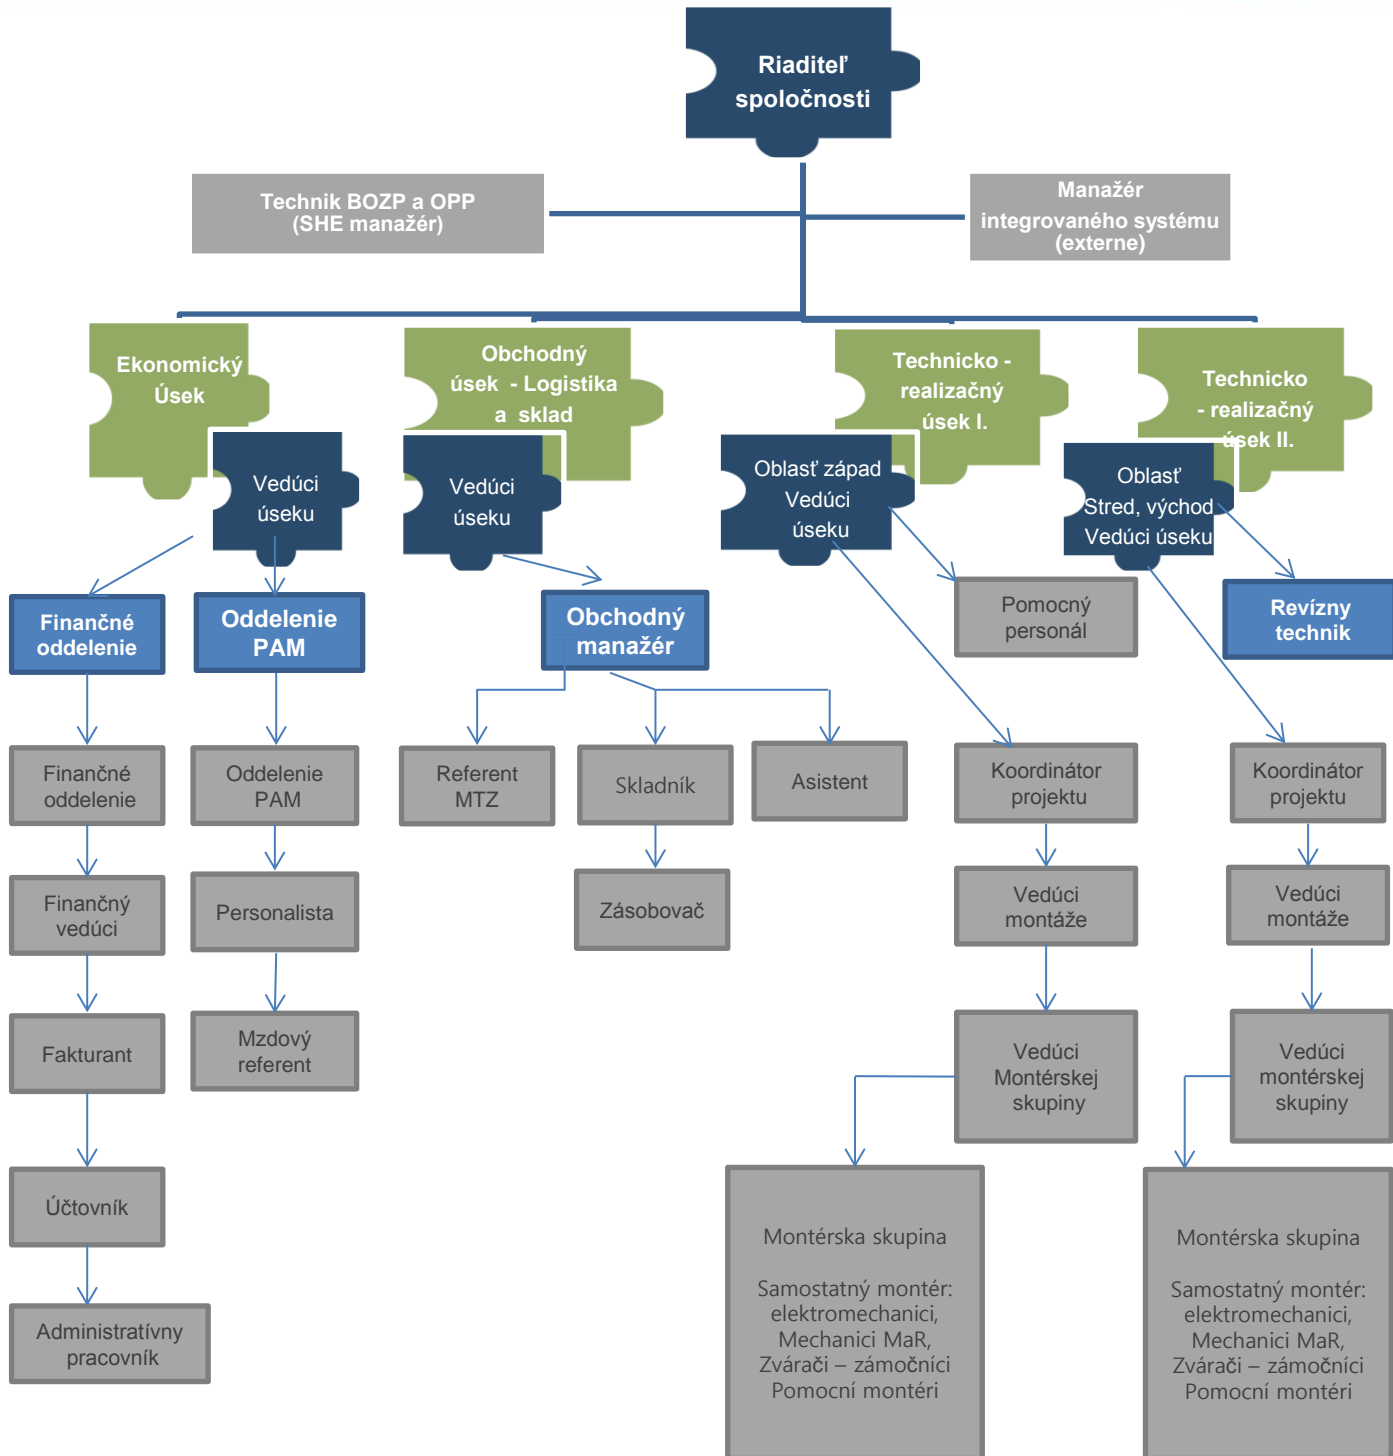 Riaditeľ
spoločnosti
Technik BOZP a OPP
(SHE manažér)
Manažér
integrovaného systému
(externe)
Ekonomický
Úsek
Obchodný
úsek - Logistika
a sklad
Technicko -
realizačný
úsek I.
Technicko
- realizačný
úsek II.
Vedúci
úseku
Vedúci
úseku
Oblasť západ
Vedúci
úseku
Oblasť
Stred, východ
Vedúci úseku
Finančné
oddelenie
Oddelenie
PAM
Obchodný
manažér
Pomocný
personál
Revízny
technik
Finančné
oddelenie
Oddelenie
PAM
Referent
MTZ
Skladník
Asistent
Koordinátor
projektu
Koordinátor
projektu
Finančný
vedúci
Personalista
Zásobovač
Vedúci
montáže
Vedúci
montáže
Fakturant
Mzdový
referent
Vedúci
Montérskej
skupiny
Vedúci
montérskej
skupiny
Účtovník
Administratívny
pracovník
Montérska skupina
Samostatný montér:
elektromechanici,
Mechanici MaR,
Zvárači – zámočníci
Pomocní montéri
Montérska skupina
Samostatný montér:
elektromechanici,
Mechanici MaR,
Zvárači – zámočníci
Pomocní montéri